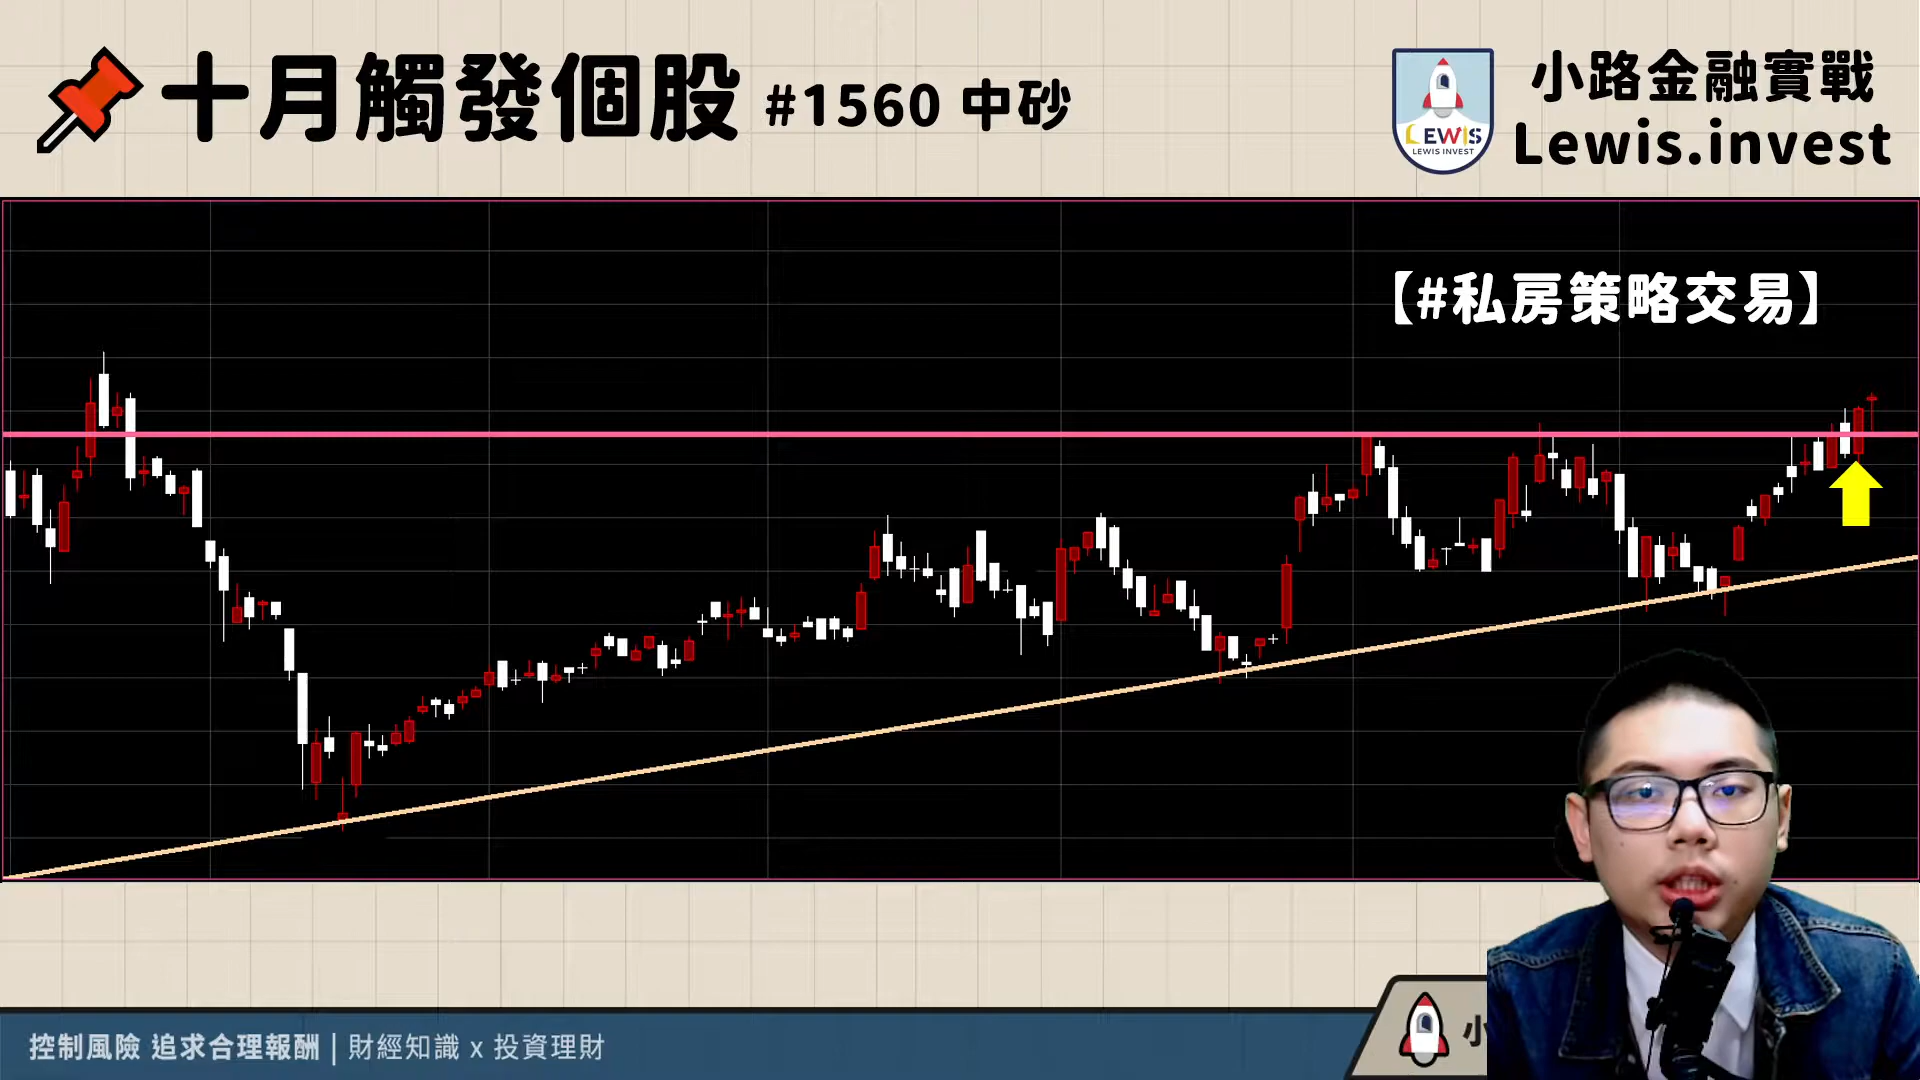 十月觸發個股 #1560 中砂
小路金融實戰
Lewis.invest
LEWIS
LEWIS INVEST
【#私房策略交易】
控制風險 追求合理報酬 | 財經知識 x 投資理財
小